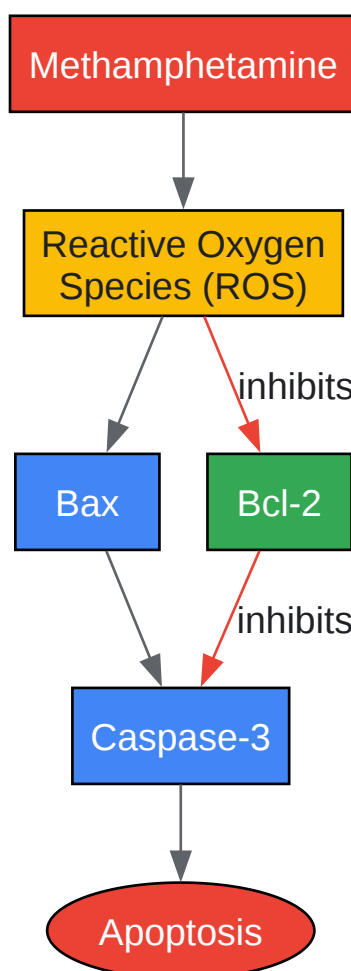 Methamphetamine
Reactive Oxygen
Species (ROS)
inhibits
Bax
Bcl-2
inhibits
Caspase-3
Apoptosis